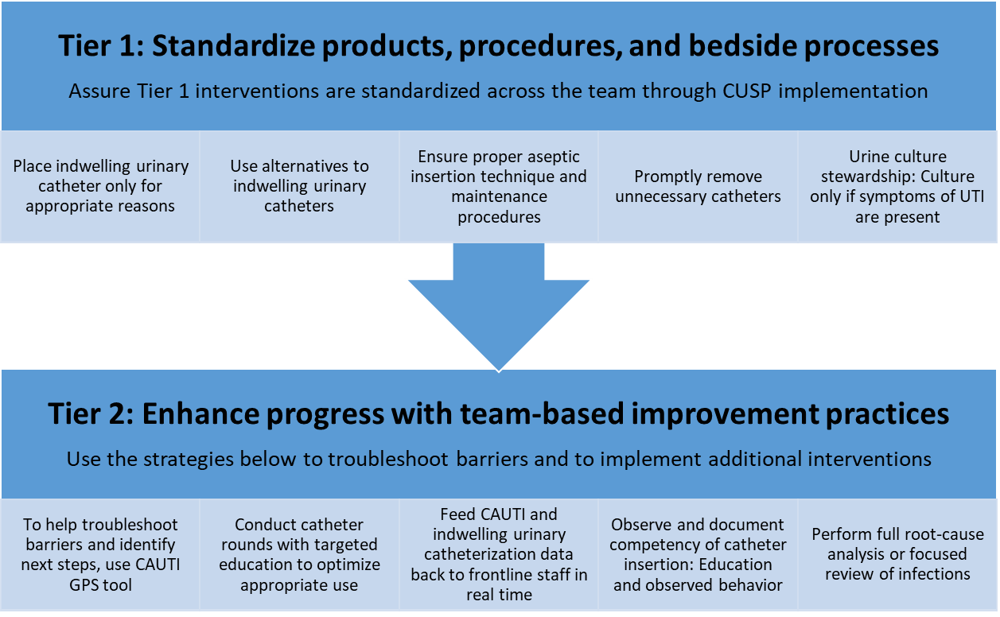 Tier 1: Standardize products, procedures, and bedside processes
Assure Tier 1 interventions are standardized across the team through CUSP implementation
Place indwelling urinary
catheter only for
appropriate reasons
Use alternatives to
indwelling urinary
catheters
Ensure proper aseptic
insertion technique and
maintenance
procedures
Promptly remove
unnecessary catheters
Urine culture
stewardship: Culture
only if symptoms of UTI
are present
Tier 2: Enhance progress with team-based improvement practices
Use the strategies below to troubleshoot barriers and to implement additional interventions
To help troubleshoot
barriers and identify
next steps, use CAUTI
GPS tool
Conduct catheter
rounds with targeted
education to optimize
appropriate use
Feed CAUTI and
indwelling urinary
catheterization data
back to frontline staff in
real time
Observe and document
competency of catheter
insertion: Education
and observed behavior
Perform full root-cause
analysis or focused
review of infections